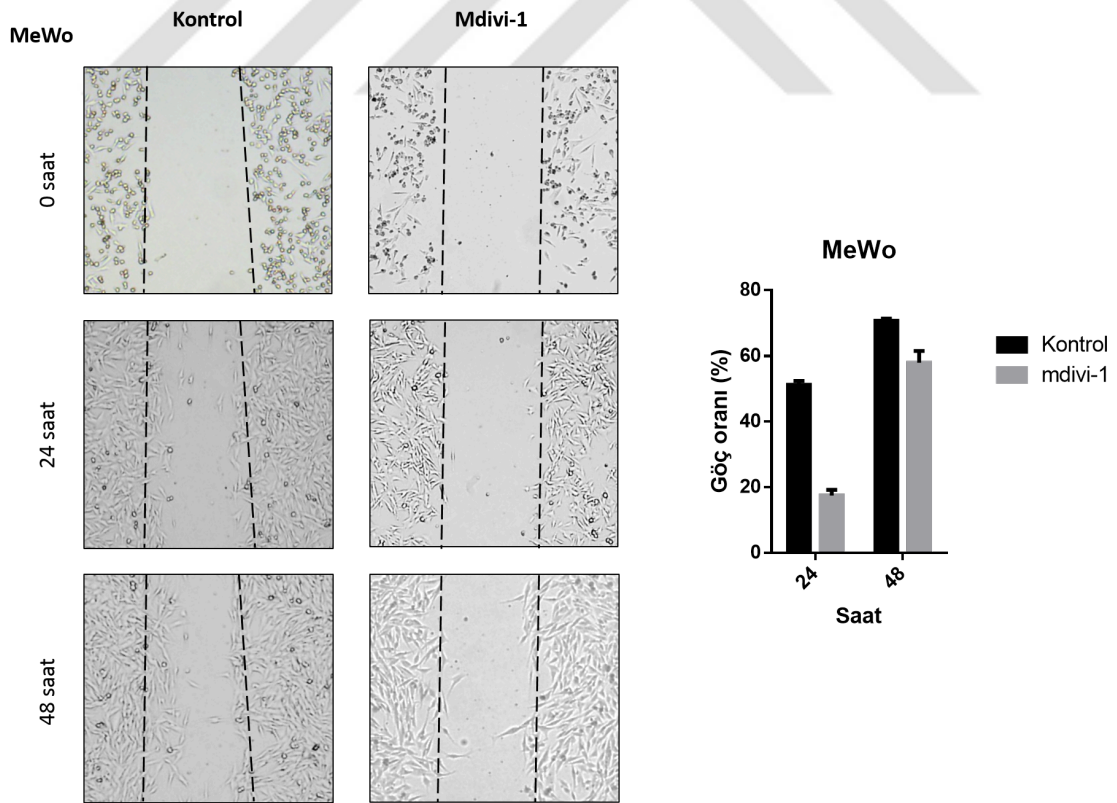 Kontrol
Mdivi-1
MeWo
0 saat
24 saat
48 saat
MeWo
80
60
40
20
0
Göç oranı (%)
24
48
Saat
Kontrol
mdivi-1